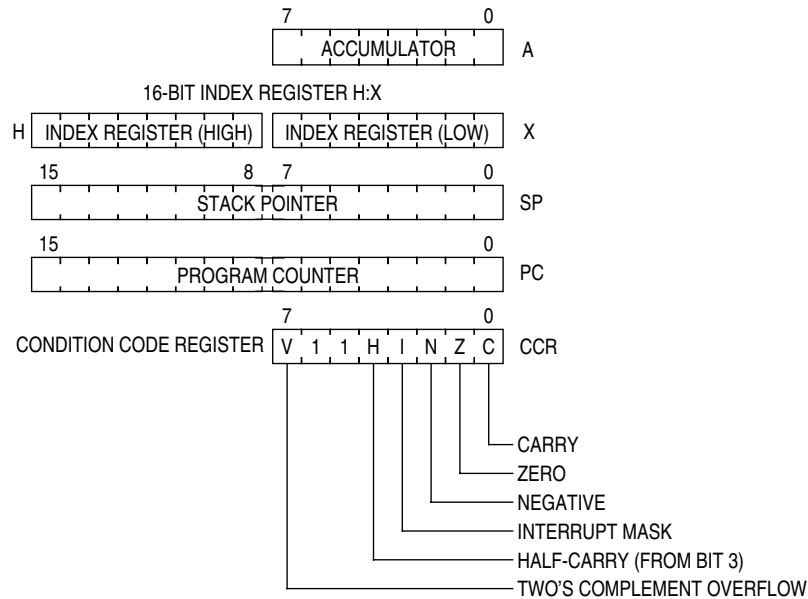 7 0
ACCUMULATOR A
16-BIT INDEX REGISTER H:X
H INDEX REGISTER (HIGH) INDEX REGISTER (LOW) X
15 8 7 0
STACK POINTER SP
15 0
PROGRAM COUNTER PC
7 0
CONDITION CODE REGISTER V 1 1 H I N Z C CCR
CARRY
ZERO
NEGATIVE
INTERRUPT MASK
HALF-CARRY (FROM BIT 3)
TWO'S COMPLEMENT OVERFLOW